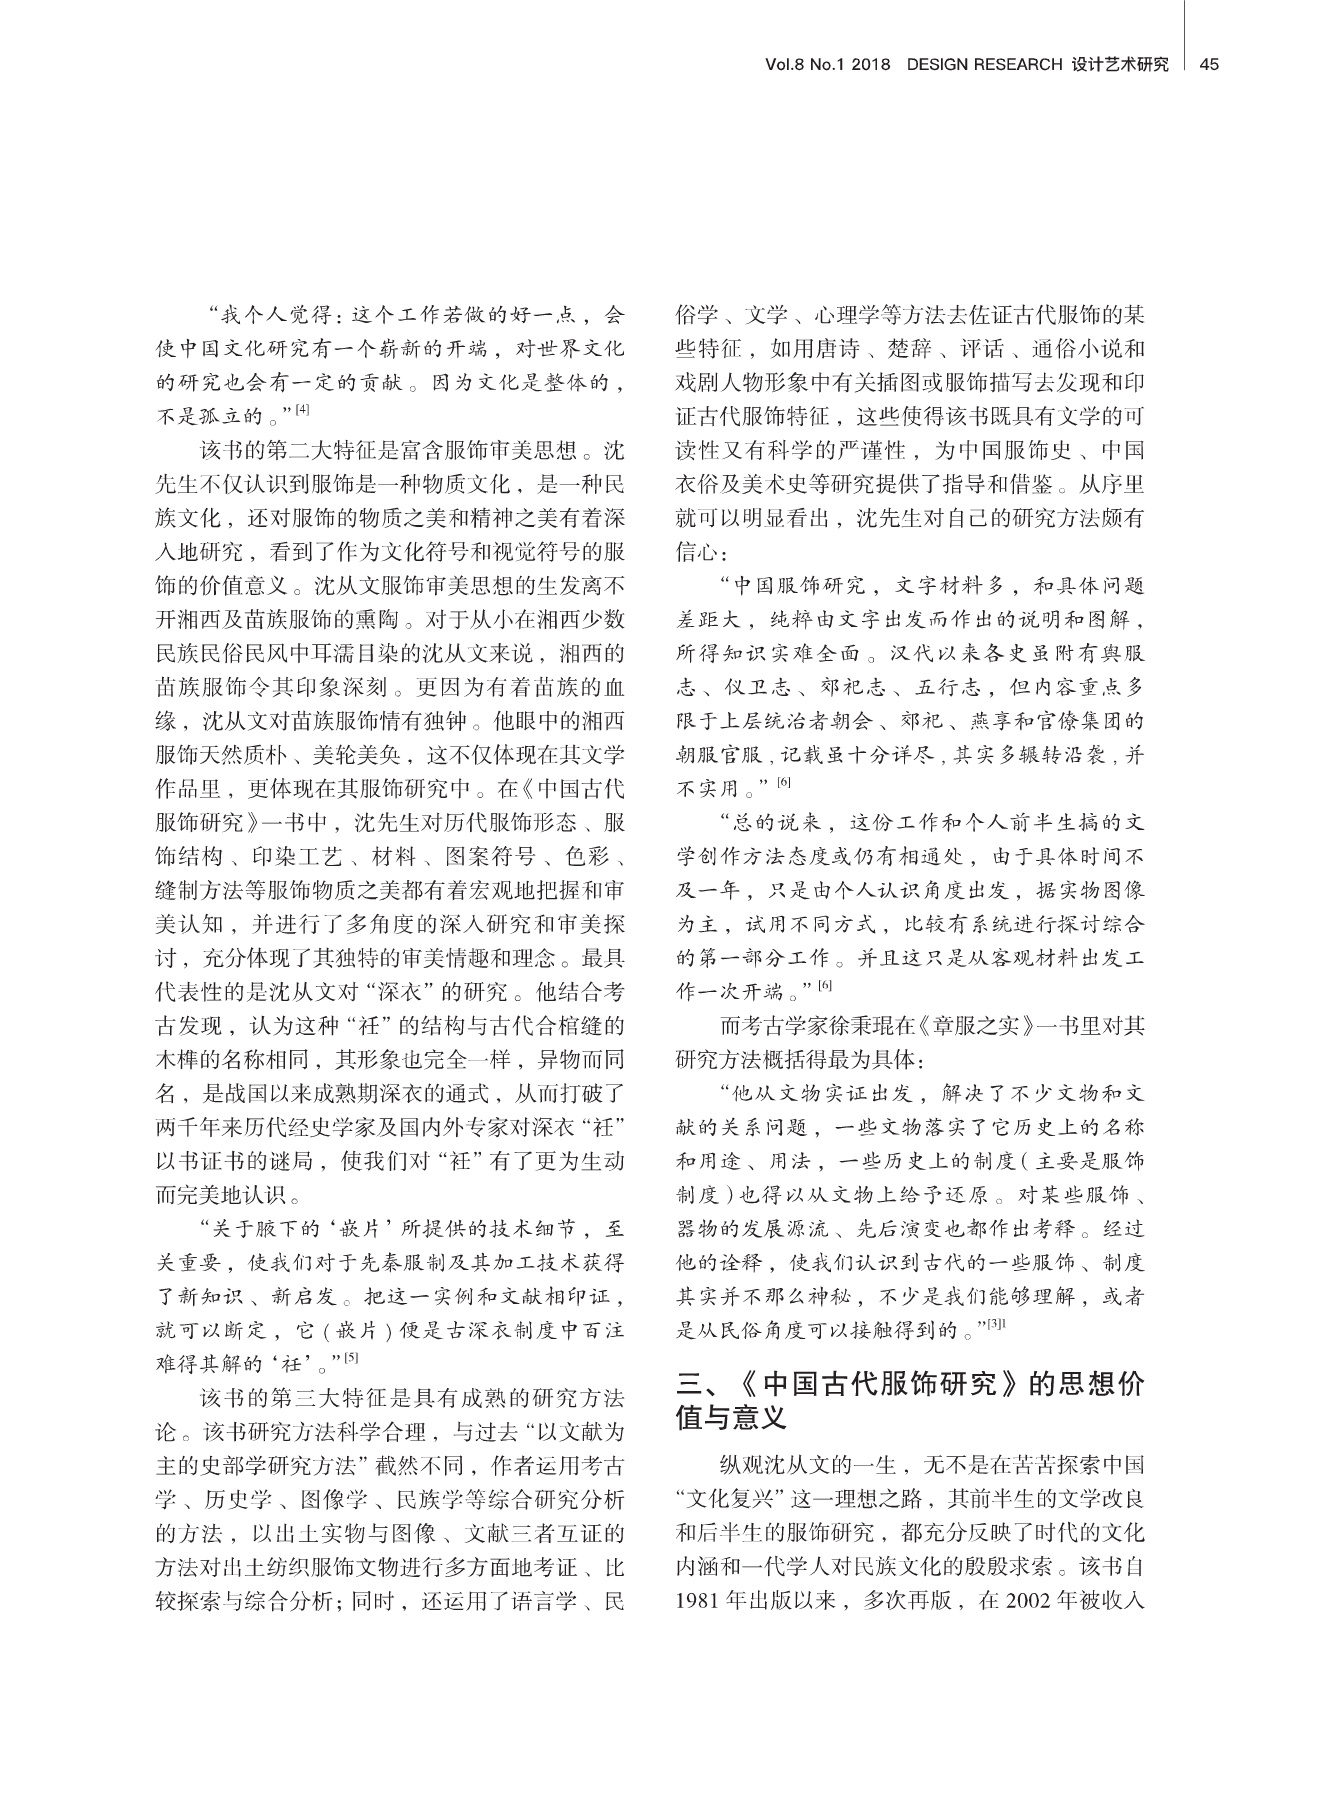 Vol.8 No.1 2018 DESIGN RESEARCH 设计艺术研究 45
“我个人觉得：这个工作若做的好一点，会
使中国文化研究有一个崭新的开端，对世界文化
的研究也会有一定的贡献。因为文化是整体的，
不是孤立的。”[4]
该书的第二大特征是富含服饰审美思想。沈
先生不仅认识到服饰是一种物质文化，是一种民
族文化，还对服饰的物质之美和精神之美有着深
入地研究，看到了作为文化符号和视觉符号的服
饰的价值意义。沈从文服饰审美思想的生发离不
开湘西及苗族服饰的熏陶。对于从小在湘西少数
民族民俗民风中耳濡目染的沈从文来说，湘西的
苗族服饰令其印象深刻。更因为有着苗族的血
缘，沈从文对苗族服饰情有独钟。他眼中的湘西
服饰天然质朴、美轮美奂，这不仅体现在其文学
作品里，更体现在其服饰研究中。在《中国古代
服饰研究》一书中，沈先生对历代服饰形态、服
饰结构、印染工艺、材料、图案符号、色彩、
缝制方法等服饰物质之美都有着宏观地把握和审
美认知，并进行了多角度的深入研究和审美探
讨，充分体现了其独特的审美情趣和理念。最具
代表性的是沈从文对“深衣”的研究。他结合考
古发现，认为这种“衽”的结构与古代合棺缝的
木榫的名称相同，其形象也完全一样，异物而同
名，是战国以来成熟期深衣的通式，从而打破了
两千年来历代经史学家及国内外专家对深衣“衽”
以书证书的谜局，使我们对“衽”有了更为生动
而完美地认识。
“关于腋下的‘嵌片’所提供的技术细节，至
关重要，使我们对于先秦服制及其加工技术获得
了新知识、新启发。把这一实例和文献相印证，
就可以断定，它(嵌片)便是古深衣制度中百注
难得其解的‘衽’。”[5]
该书的第三大特征是具有成熟的研究方法
论。该书研究方法科学合理，与过去“以文献为
主的史部学研究方法”截然不同，作者运用考古
学、历史学、图像学、民族学等综合研究分析
的方法，以出土实物与图像、文献三者互证的
方法对出土纺织服饰文物进行多方面地考证、比
较探索与综合分析；同时，还运用了语言学、民
俗学、文学、心理学等方法去佐证古代服饰的某
些特征，如用唐诗、楚辞、评话、通俗小说和
戏剧人物形象中有关插图或服饰描写去发现和印
证古代服饰特征，这些使得该书既具有文学的可
读性又有科学的严谨性，为中国服饰史、中国
衣俗及美术史等研究提供了指导和借鉴。从序里
就可以明显看出，沈先生对自己的研究方法颇有
信心：
“中国服饰研究，文字材料多，和具体问题
差距大，纯粹由文字出发而作出的说明和图解，
所得知识实难全面。汉代以来各史虽附有舆服
志、仪卫志、郊祀志、五行志，但内容重点多
限于上层统治者朝会、郊祀、燕享和官僚集团的
朝服官服，记载虽十分详尽，其实多辗转沿袭，并
不实用。”[6]
“总的说来，这份工作和个人前半生搞的文
学创作方法态度或仍有相通处，由于具体时间不
及一年，只是由个人认识角度出发，据实物图像
为主，试用不同方式，比较有系统进行探讨综合
的第一部分工作。并且这只是从客观材料出发工
作一次开端。”[6]
而考古学家徐秉琨在《章服之实》一书里对其
研究方法概括得最为具体：
“他从文物实证出发，解决了不少文物和文
献的关系问题，一些文物落实了它历史上的名称
和用途、用法，一些历史上的制度(主要是服饰
制度)也得以从文物上给予还原。对某些服饰、
器物的发展源流、先后演变也都作出考释。经过
他的诠释，使我们认识到古代的一些服饰、制度
其实并不那么神秘，不少是我们能够理解，或者
是从民俗角度可以接触得到的。”[3]1
三、《中国古代服饰研究》的思想价
值与意义
纵观沈从文的一生，无不是在苦苦探索中国
“文化复兴”这一理想之路，其前半生的文学改良
和后半生的服饰研究，都充分反映了时代的文化
内涵和一代学人对民族文化的殷殷求索。该书自
1981 年出版以来，多次再版，在 2002 年被收入